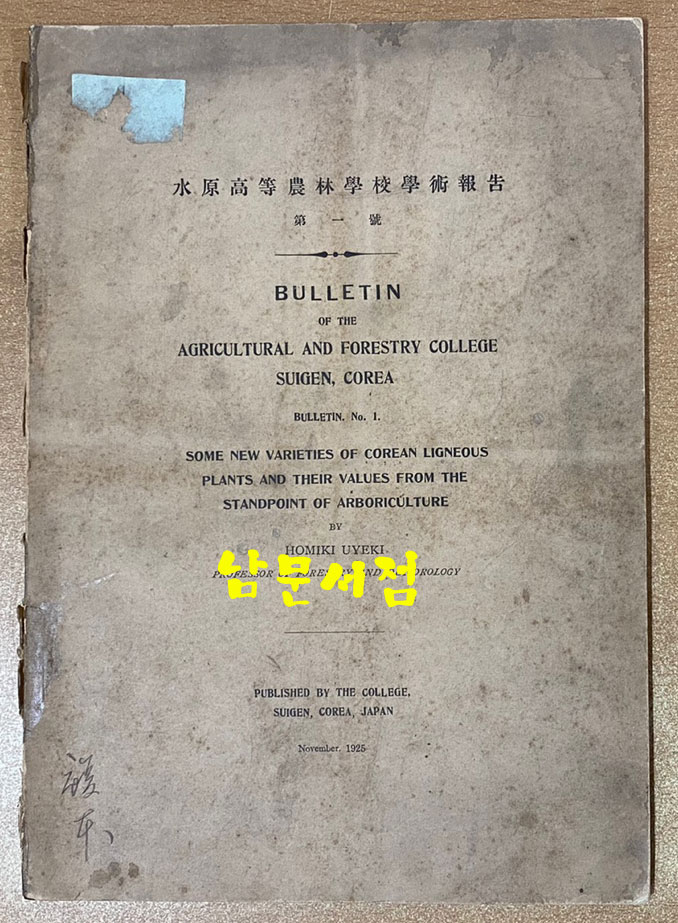 水原高等農林學校學術報告
第一號
BULLETIN
OF THE
AGRICULTURAL AND FORESTRY COLLEGE
SUIGEN, COREA
BULLETIN. No. 1.
SOME NEW VARIETIES OF COREAN LIGNEOUS
PLANTS AND THEIR VALUES FROM THE
STANDPOINT OF ARBORICULTURE
BY
HOMIKI UYEKI
남문서점
PROFESSOR OF FORESTRY AND
PUBLISHED BY THE COLLEGE,
SUIGEN, COREA, JAPAN
November. 1925